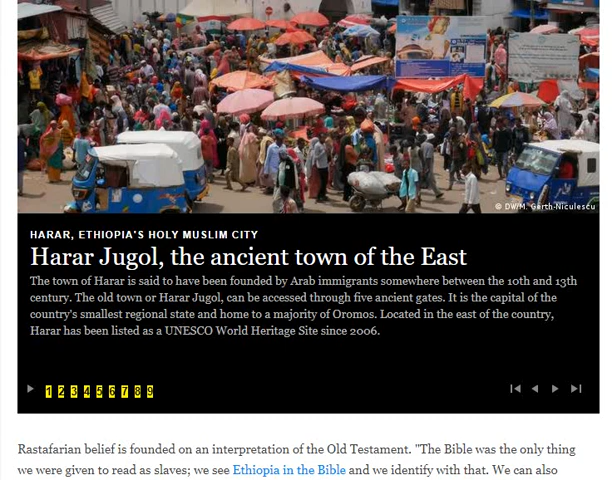 © DW/M. Gerth-Niculescu
HARAR, ETHIOPIA'S HOLY MUSLIM CITY
Harar Jugol, the ancient town of the East
The town of Harar is said to have been founded by Arab immigrants somewhere between the 10th and 13th
century. The old town or Harar Jugol, can be accessed through five ancient gates. It is the capital of the
country's smallest regional state and home to a majority of Oromos. Located in the east of the country,
Harar has been listed as a UNESCO World Heritage Site since 2006.
1 2 3 4 5 6 7 8 9
Rastafarian belief is founded on an interpretation of the Old Testament. "The Bible was the only thing
we were given to read as slaves; we see Ethiopia in the Bible and we identify with that. We can also